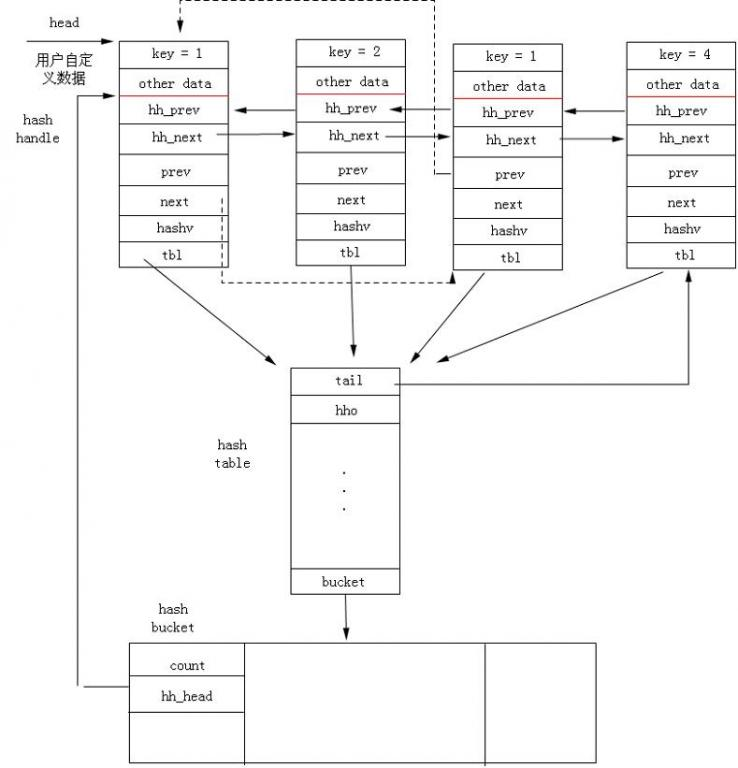 head
用户自定
义数据
hash
handle
key = 1
other data
hh_prev
hh_next
prev
next
hashv
tbl
key = 2
other data
hh_prev
hh_next
prev
next
hashv
tbl
key = 1
other data
hh_prev
hh_next
prev
next
hashv
tbl
key = 4
other data
hh_prev
hh_next
prev
next
hashv
tbl
hash
table
tail
hho
.
.
.
bucket
hash
bucket
count
hh_head